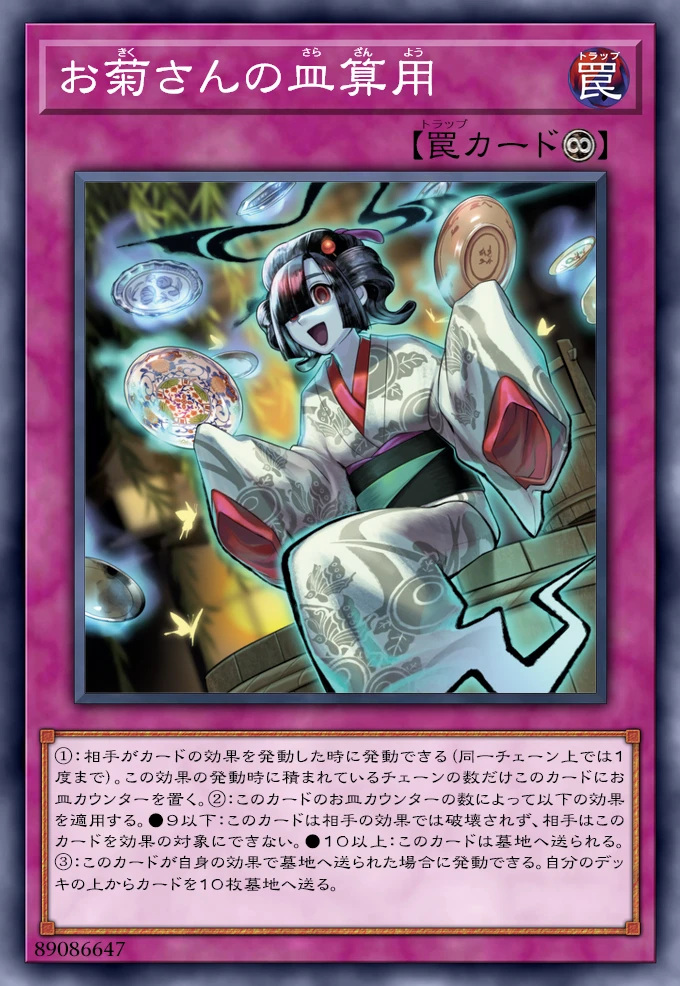 お菊さんの皿算用
きく さら ざん よう
トラップ
罠
トラップ
【罠カード♾】
①:相手がカードの効果を発動した時に発動できる(同一チェーン上では1
度まで)。この効果の発動時に積まれているチェーンの数だけこのカードにお
皿カウンターを置く。②:このカードのお皿カウンターの数によって以下の効果
を適用する。●9以下:このカードは相手の効果では破壊されず、相手はこの
カードを効果の対象にできない。●10以上:このカードは墓地へ送られる。
③:このカードが自身の効果で墓地へ送られた場合に発動できる。自分のデッ
キの上からカードを10枚墓地へ送る。
89086647